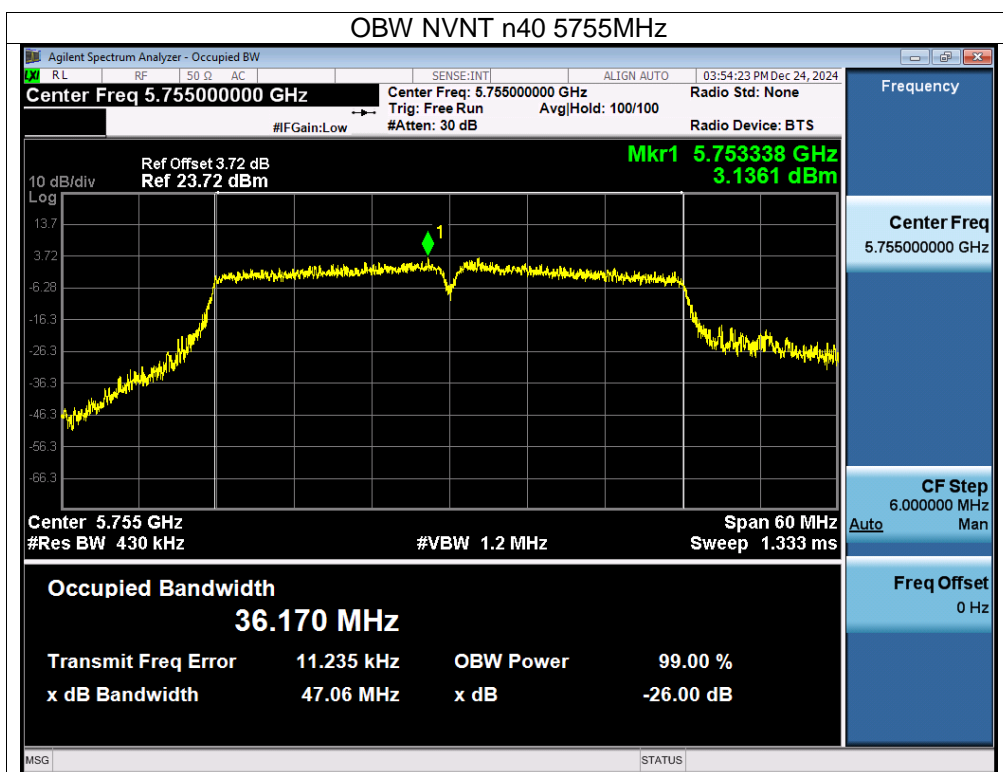 OBW NVNT n40 5755MHz
Agilent Spectrum Analyzer - Occupied BW
LXI RL RF 50 Ω AC SENSE:INT ALIGN AUTO 03:54:23 PM Dec 24, 2024
Center Freq 5.755000000 GHz
Center Freq: 5.755000000 GHz Radio Std: None
Trig: Free Run Avg|Hold: 100/100
#IFGain:Low #Atten: 30 dB Radio Device: BTS
Frequency
Mkr1 5.753338 GHz
3.1361 dBm
Ref Offset 3.72 dB
10 dB/div Ref 23.72 dBm
Log
13.7
3.72
-6.28
-16.3
-26.3
-36.3
-46.3
-56.3
-66.3
1
Center 5.755 GHz Span 60 MHz
#Res BW 430 kHz #VBW 1.2 MHz Sweep 1.333 ms
Center Freq
5.755000000 GHz
CF Step
6.000000 MHz
Auto Man
Freq Offset
0 Hz
Occupied Bandwidth
36.170 MHz
Transmit Freq Error 11.235 kHz OBW Power 99.00 %
x dB Bandwidth 47.06 MHz x dB -26.00 dB
MSG STATUS